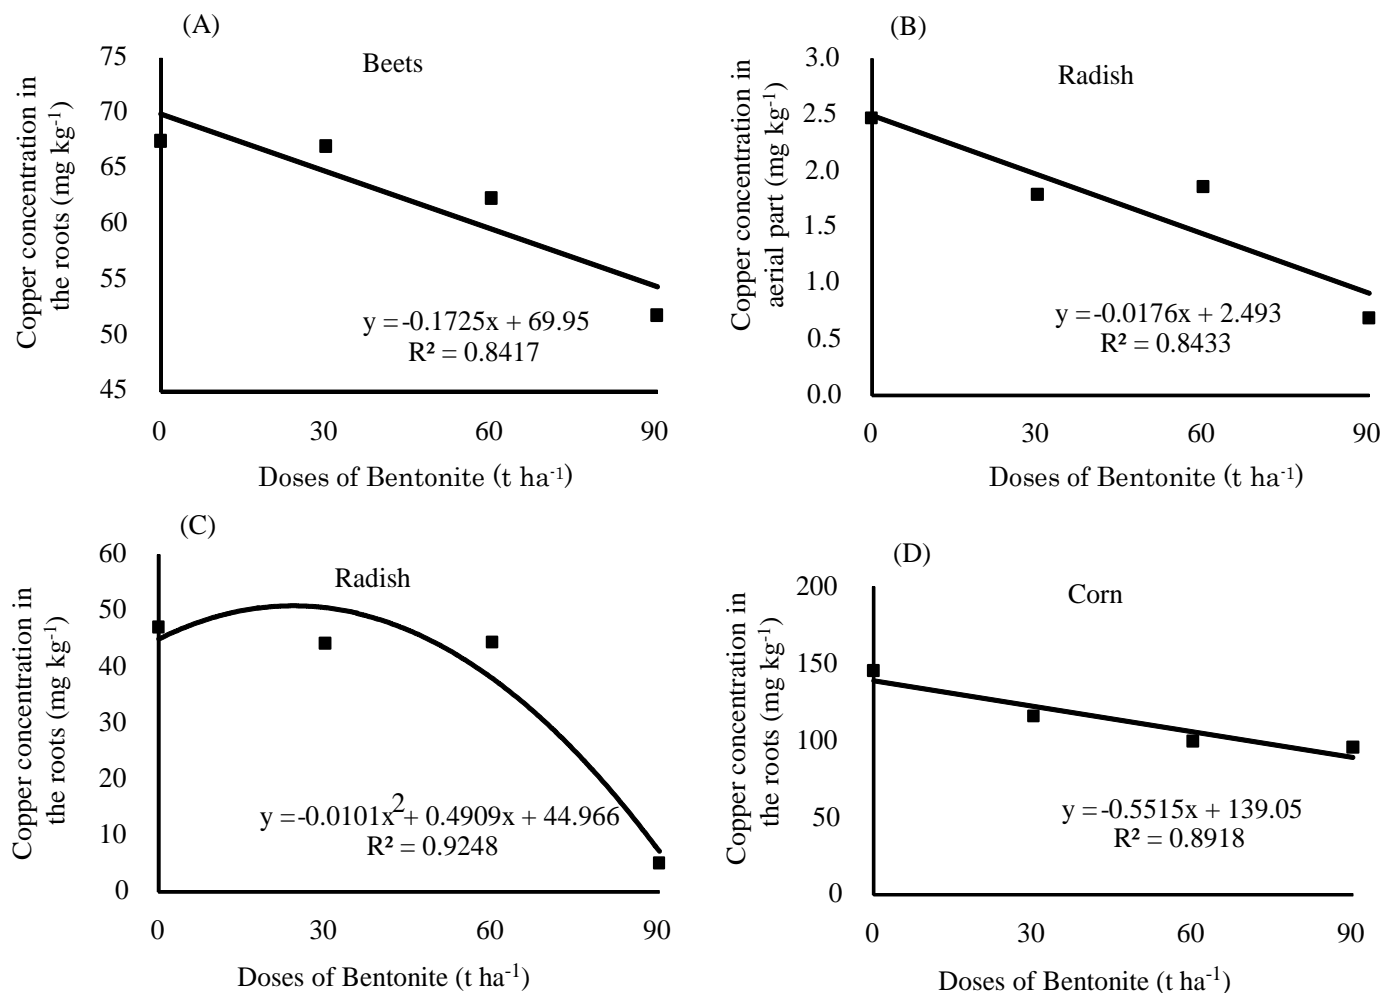 (A)
Beets
Copper concentration in
the roots (mg kg⁻¹)
75
70
65
60
55
50
45
y = -0.1725x + 69.95
R² = 0.8417
0 30 60 90
Doses of Bentonite (t ha⁻¹)
(B)
Radish
Copper concentration in
aerial part (mg kg⁻¹)
3.0
2.5
2.0
1.5
1.0
0.5
0.0
y = -0.0176x + 2.493
R² = 0.8433
0 30 60 90
Doses of Bentonite (t ha⁻¹)
(C)
Radish
Copper concentration in
the roots (mg kg⁻¹)
60
50
40
30
20
10
0
y = -0.0101x² + 0.4909x + 44.966
R² = 0.9248
0 30 60 90
Doses of Bentonite (t ha⁻¹)
(D)
Corn
Copper concentration in
the roots (mg kg⁻¹)
200
150
100
50
0
y = -0.5515x + 139.05
R² = 0.8918
0 30 60 90
Doses of Bentonite (t ha⁻¹)